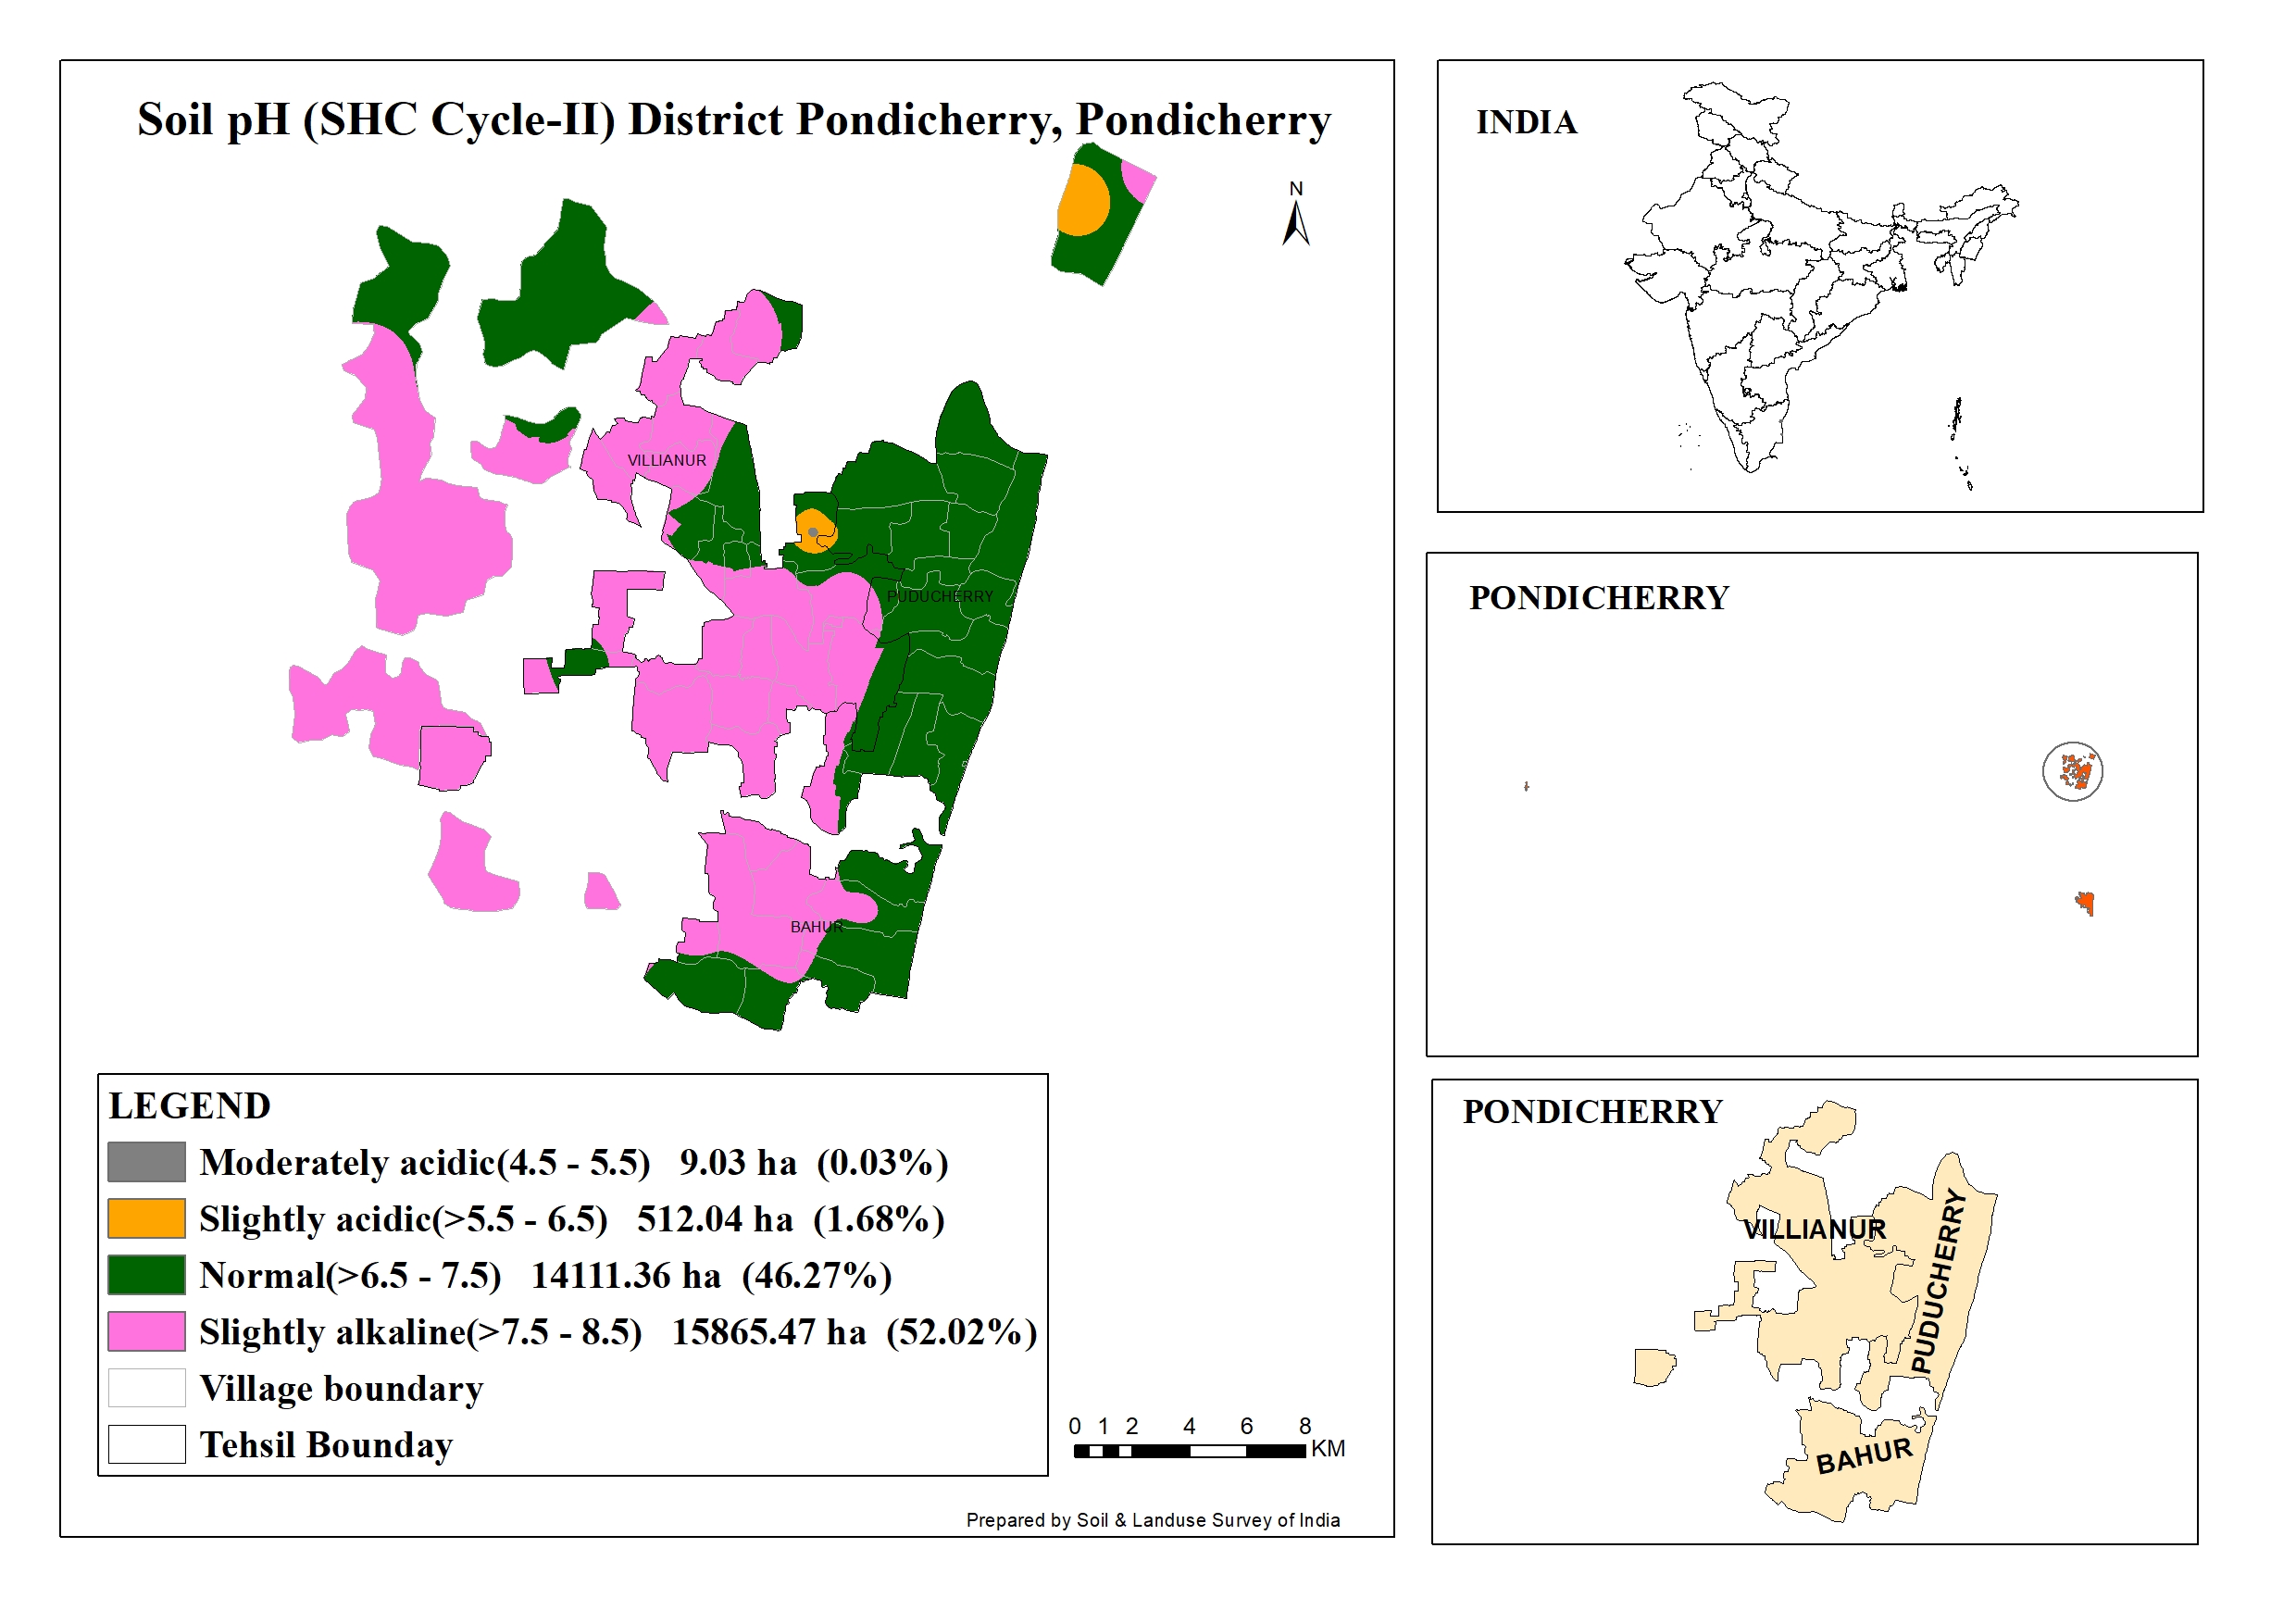 Soil pH (SHC Cycle-II) District Pondicherry, Pondicherry
N
VILLIANUR
PUDUCHERRY
BAHUR
LEGEND
Moderately acidic(4.5 - 5.5) 9.03 ha (0.03%)
Slightly acidic(>5.5 - 6.5) 512.04 ha (1.68%)
Normal(>6.5 - 7.5) 14111.36 ha (46.27%)
Slightly alkaline(>7.5 - 8.5) 15865.47 ha (52.02%)
Village boundary
Tehsil Bounday
0 1 2 4 6 8
KM
Prepared by Soil & Landuse Survey of India
INDIA
PONDICHERRY
PONDICHERRY
VILLIANUR
PUDUCHERRY
BAHUR